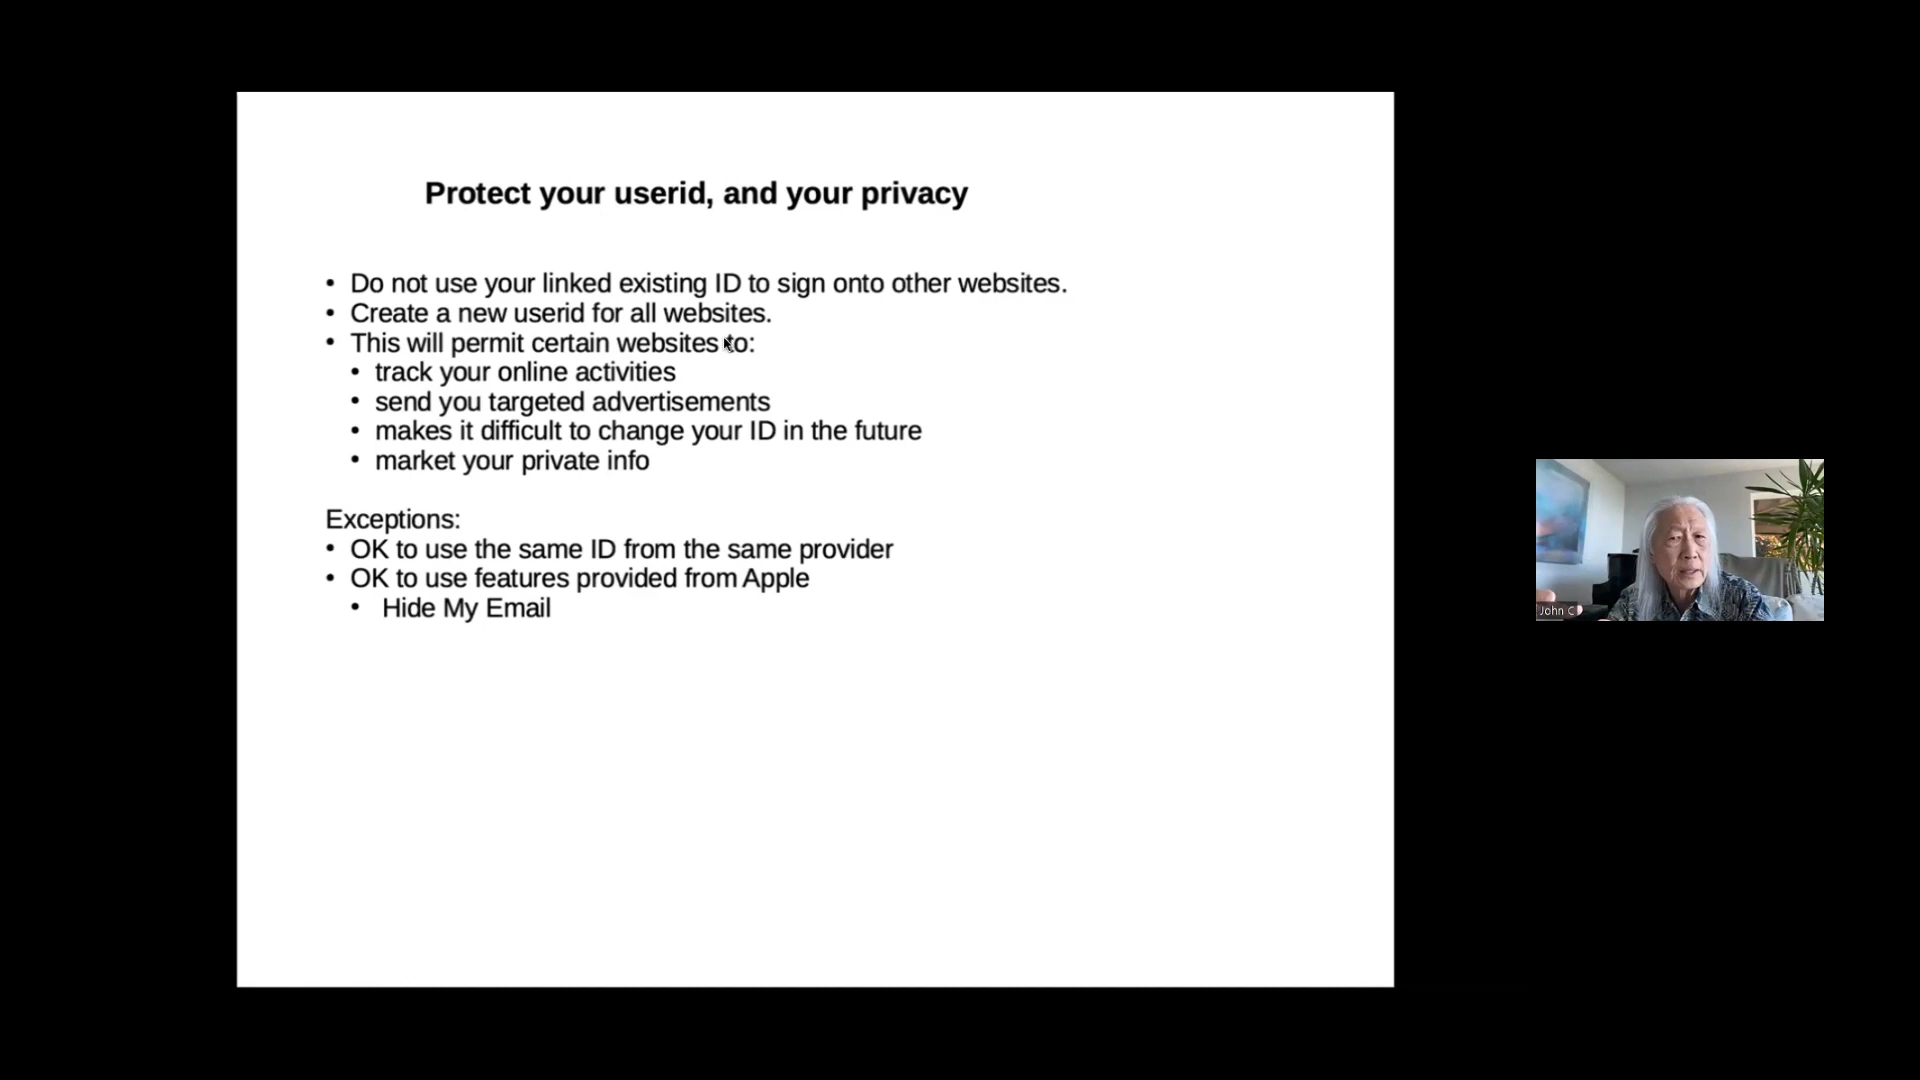 Protect your userid, and your privacy
• Do not use your linked existing ID to sign onto other websites.
• Create a new userid for all websites.
• This will permit certain websites to:
• track your online activities
• send you targeted advertisements
• makes it difficult to change your ID in the future
• market your private info
Exceptions:
• OK to use the same ID from the same provider
• OK to use features provided from Apple
• Hide My Email
John C